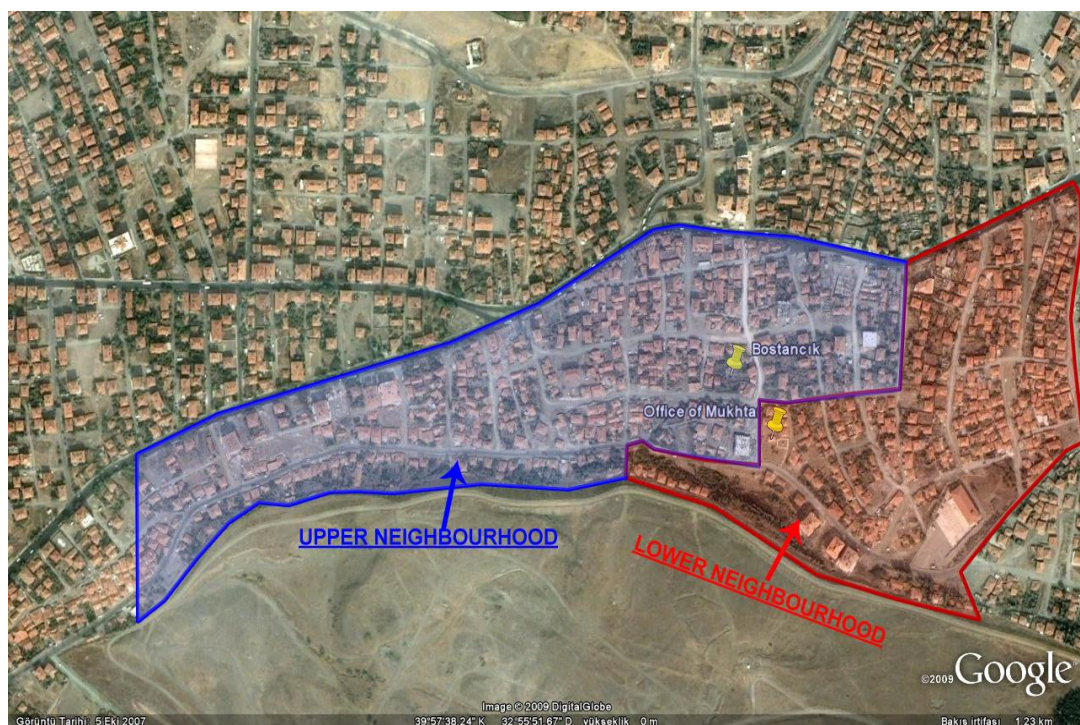 Bostancık
Office of Mukhta
UPPER NEIGHBOURHOOD
LOWER NEIGHBOURHOOD
©2009 Google™
Image © 2009 DigitalGlobe
Görüntü Tarihi: 5 Eki 2007 39°57'38.24" K 32°55'51.67" D yükseklik 0 m Bakış irtifası 1.23 km